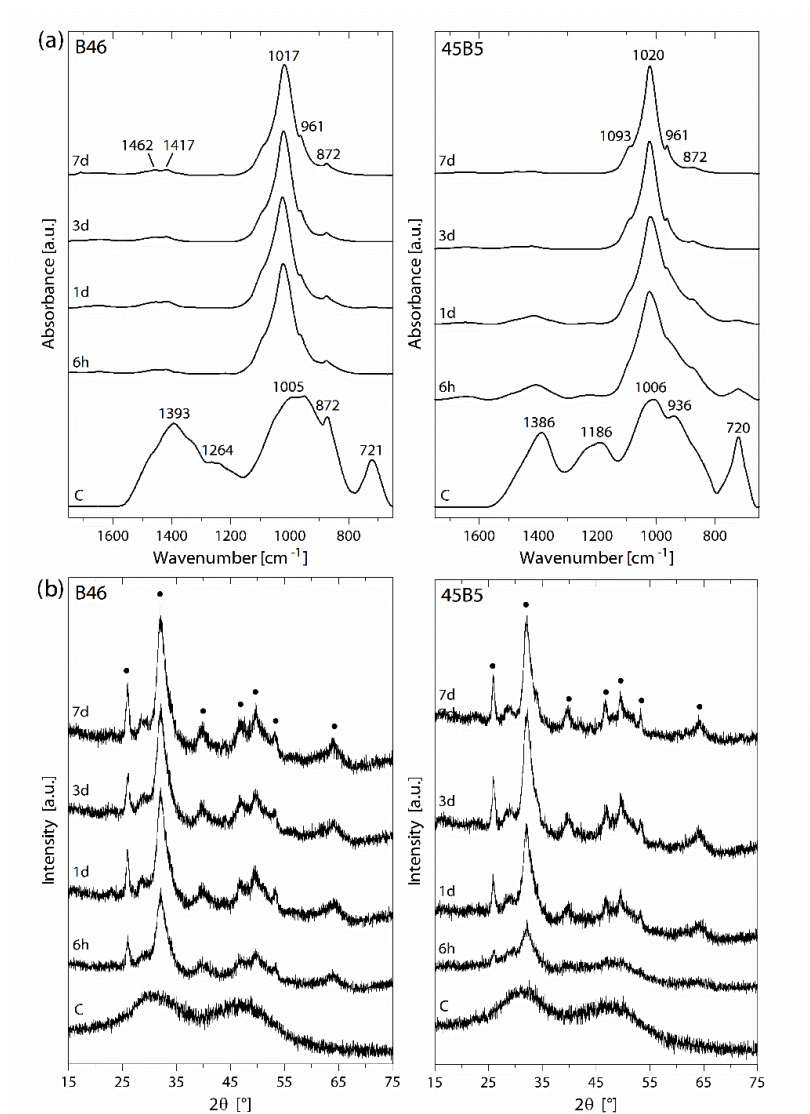 (a) B46
1017
961
1462 1417
872
7d
3d
1d
6h
1393
1264
1005
872
721
C
1600 1400 1200 1000 800
Wavenumber [cm⁻¹]
Absorbance [a.u.]
45B5
1020
1093
961
872
7d
3d
1d
6h
1386
1186
1006
936
720
C
1600 1400 1200 1000 800
Wavenumber [cm⁻¹]
Absorbance [a.u.]
(b) B46
7d
3d
1d
6h
C
15 25 35 45 55 65 75
2θ [°]
Intensity [a.u.]
45B5
7d
3d
1d
6h
C
15 25 35 45 55 65 75
2θ [°]
Intensity [a.u.]